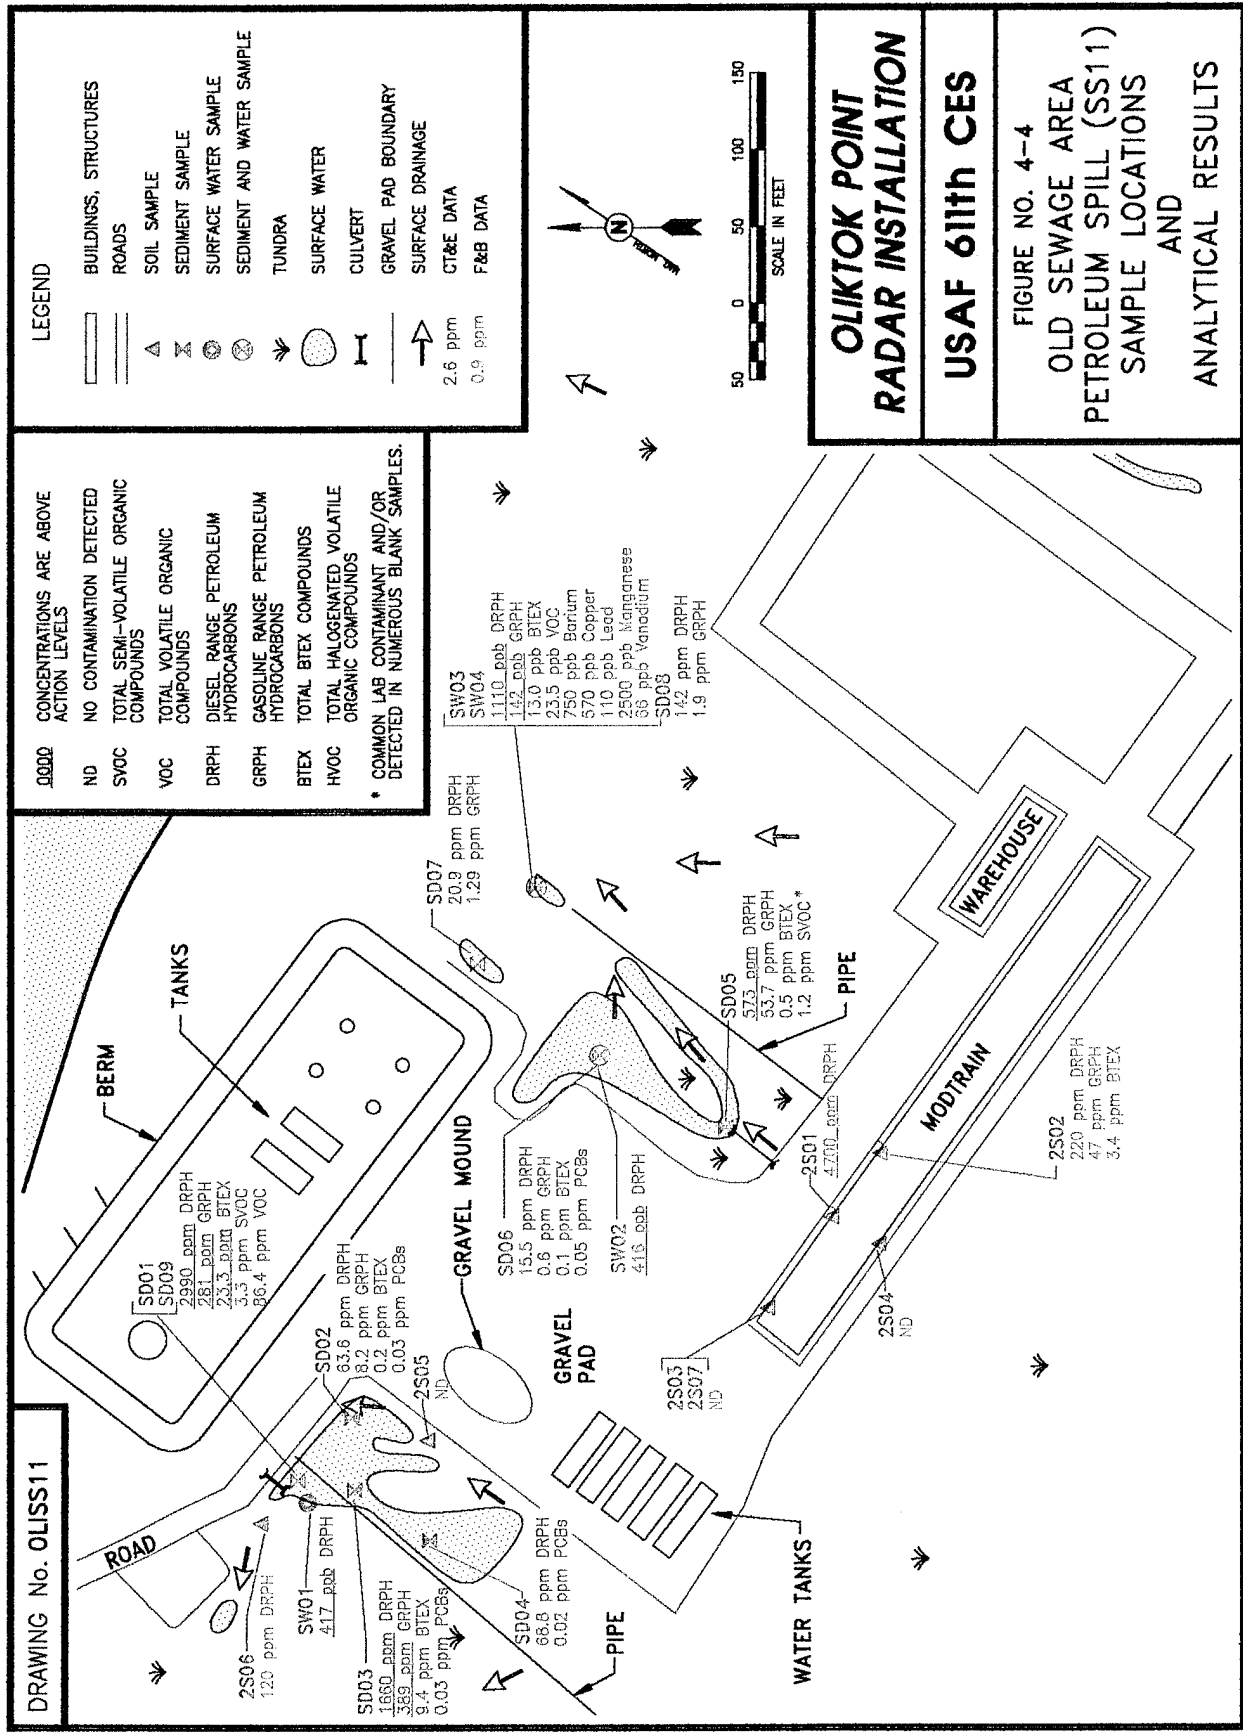 DRAWING No. OLISS11
0000 CONCENTRATIONS ARE ABOVE
ACTION LEVELS
ND NO CONTAMINATION DETECTED
SVOC TOTAL SEMI-VOLATILE ORGANIC
COMPOUNDS
VOC TOTAL VOLATILE ORGANIC
COMPOUNDS
DRPH DIESEL RANGE PETROLEUM
HYDROCARBONS
GRPH GASOLINE RANGE PETROLEUM
HYDROCARBONS
BTEX TOTAL BTEX COMPOUNDS
HVOC TOTAL HALOGENATED VOLATILE
ORGANIC COMPOUNDS
* COMMON LAB CONTAMINANT AND/OR
DETECTED IN NUMEROUS BLANK SAMPLES.
LEGEND
BUILDINGS, STRUCTURES
ROADS
SOIL SAMPLE
SEDIMENT SAMPLE
SURFACE WATER SAMPLE
SEDIMENT AND WATER SAMPLE
TUNDRA
SURFACE WATER
CULVERT
GRAVEL PAD BOUNDARY
SURFACE DRAINAGE
2.6 ppm CT&E DATA
0.9 ppm F&B DATA
N
50 0 50 100 150
SCALE IN FEET
ROAD
BERM
TANKS
2S06
120 ppm DRPH
SW01
417 ppb DRPH
SD03
1660 ppm DRPH
389 ppm GRPH
9.4 ppm BTEX
0.03 ppm PCBs
SD01
SD09
2990 ppm DRPH
281 ppm GRPH
23.3 ppm BTEX
3.3 ppm SVOC
86.4 ppm VOC
SD02
63.6 ppm DRPH
8.2 ppm GRPH
0.2 ppm BTEX
0.03 ppm PCBs
2S05
ND
SD04
68.8 ppm DRPH
0.02 ppm PCBs
PIPE
GRAVEL MOUND
GRAVEL
PAD
SD07
20.9 ppm DRPH
1.29 ppm GRPH
SW03
SW04
1110 ppb DRPH
142 ppb GRPH
13.0 ppb BTEX
23.5 ppb VOC
750 ppb Barium
570 ppb Copper
110 ppb Lead
2500 ppb Manganese
66 ppb Vanadium
SD08
142 ppm DRPH
1.9 ppm GRPH
SD06
15.5 ppm DRPH
0.6 ppm GRPH
0.1 ppm BTEX
0.05 ppm PCBs
SW02
416 ppb DRPH
SD05
573 ppm DRPH
53.7 ppm GRPH
0.5 ppm BTEX
1.2 ppm SVOC*
PIPE
2S01
4700 ppm DRPH
2S03
2S07
ND
2S04
ND
MODTRAIN
WAREHOUSE
2S02
220 ppm DRPH
47 ppm GRPH
3.4 ppm BTEX
WATER TANKS
OLIKTOK POINT
RADAR INSTALLATION
USAF 611th CES
FIGURE NO. 4-4
OLD SEWAGE AREA
PETROLEUM SPILL (SS11)
SAMPLE LOCATIONS
AND
ANALYTICAL RESULTS